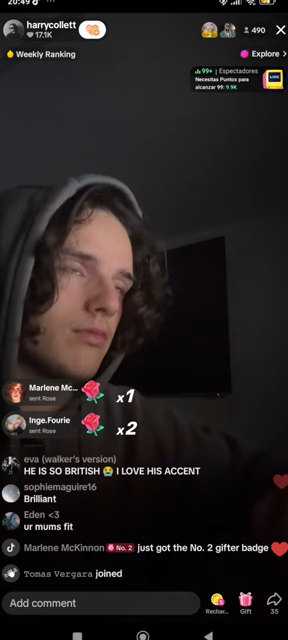 20:49
harrycollett
17.1K
490
Weekly Ranking
Explore >
99+ | Espectadores
Necesitas Puntos para
alcanzar 99: 9.9K
LIVE
Marlene Mc...
sent Rose
x1
Inge.Fourie
sent Rose
x2
eva (walker's version)
HE IS SO BRITISH 😭 I LOVE HIS ACCENT
sophiemaguire16
Brilliant
Eden <3
ur mums fit
Marlene McKinnon No. 2 just got the No. 2 gifter badge
Tomas Vergara joined
Add comment
Rechar...
Gift
35